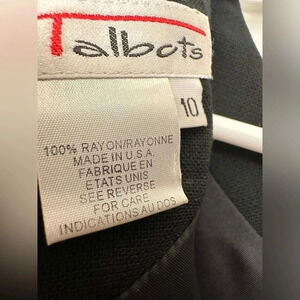 Talbots
10
100% RAYON/RAYONNE
MADE IN U.S.A.
FABRIQUE EN
ETATS UNIS
SEE REVERSE
FOR CARE
INDICATIONS AU DOS